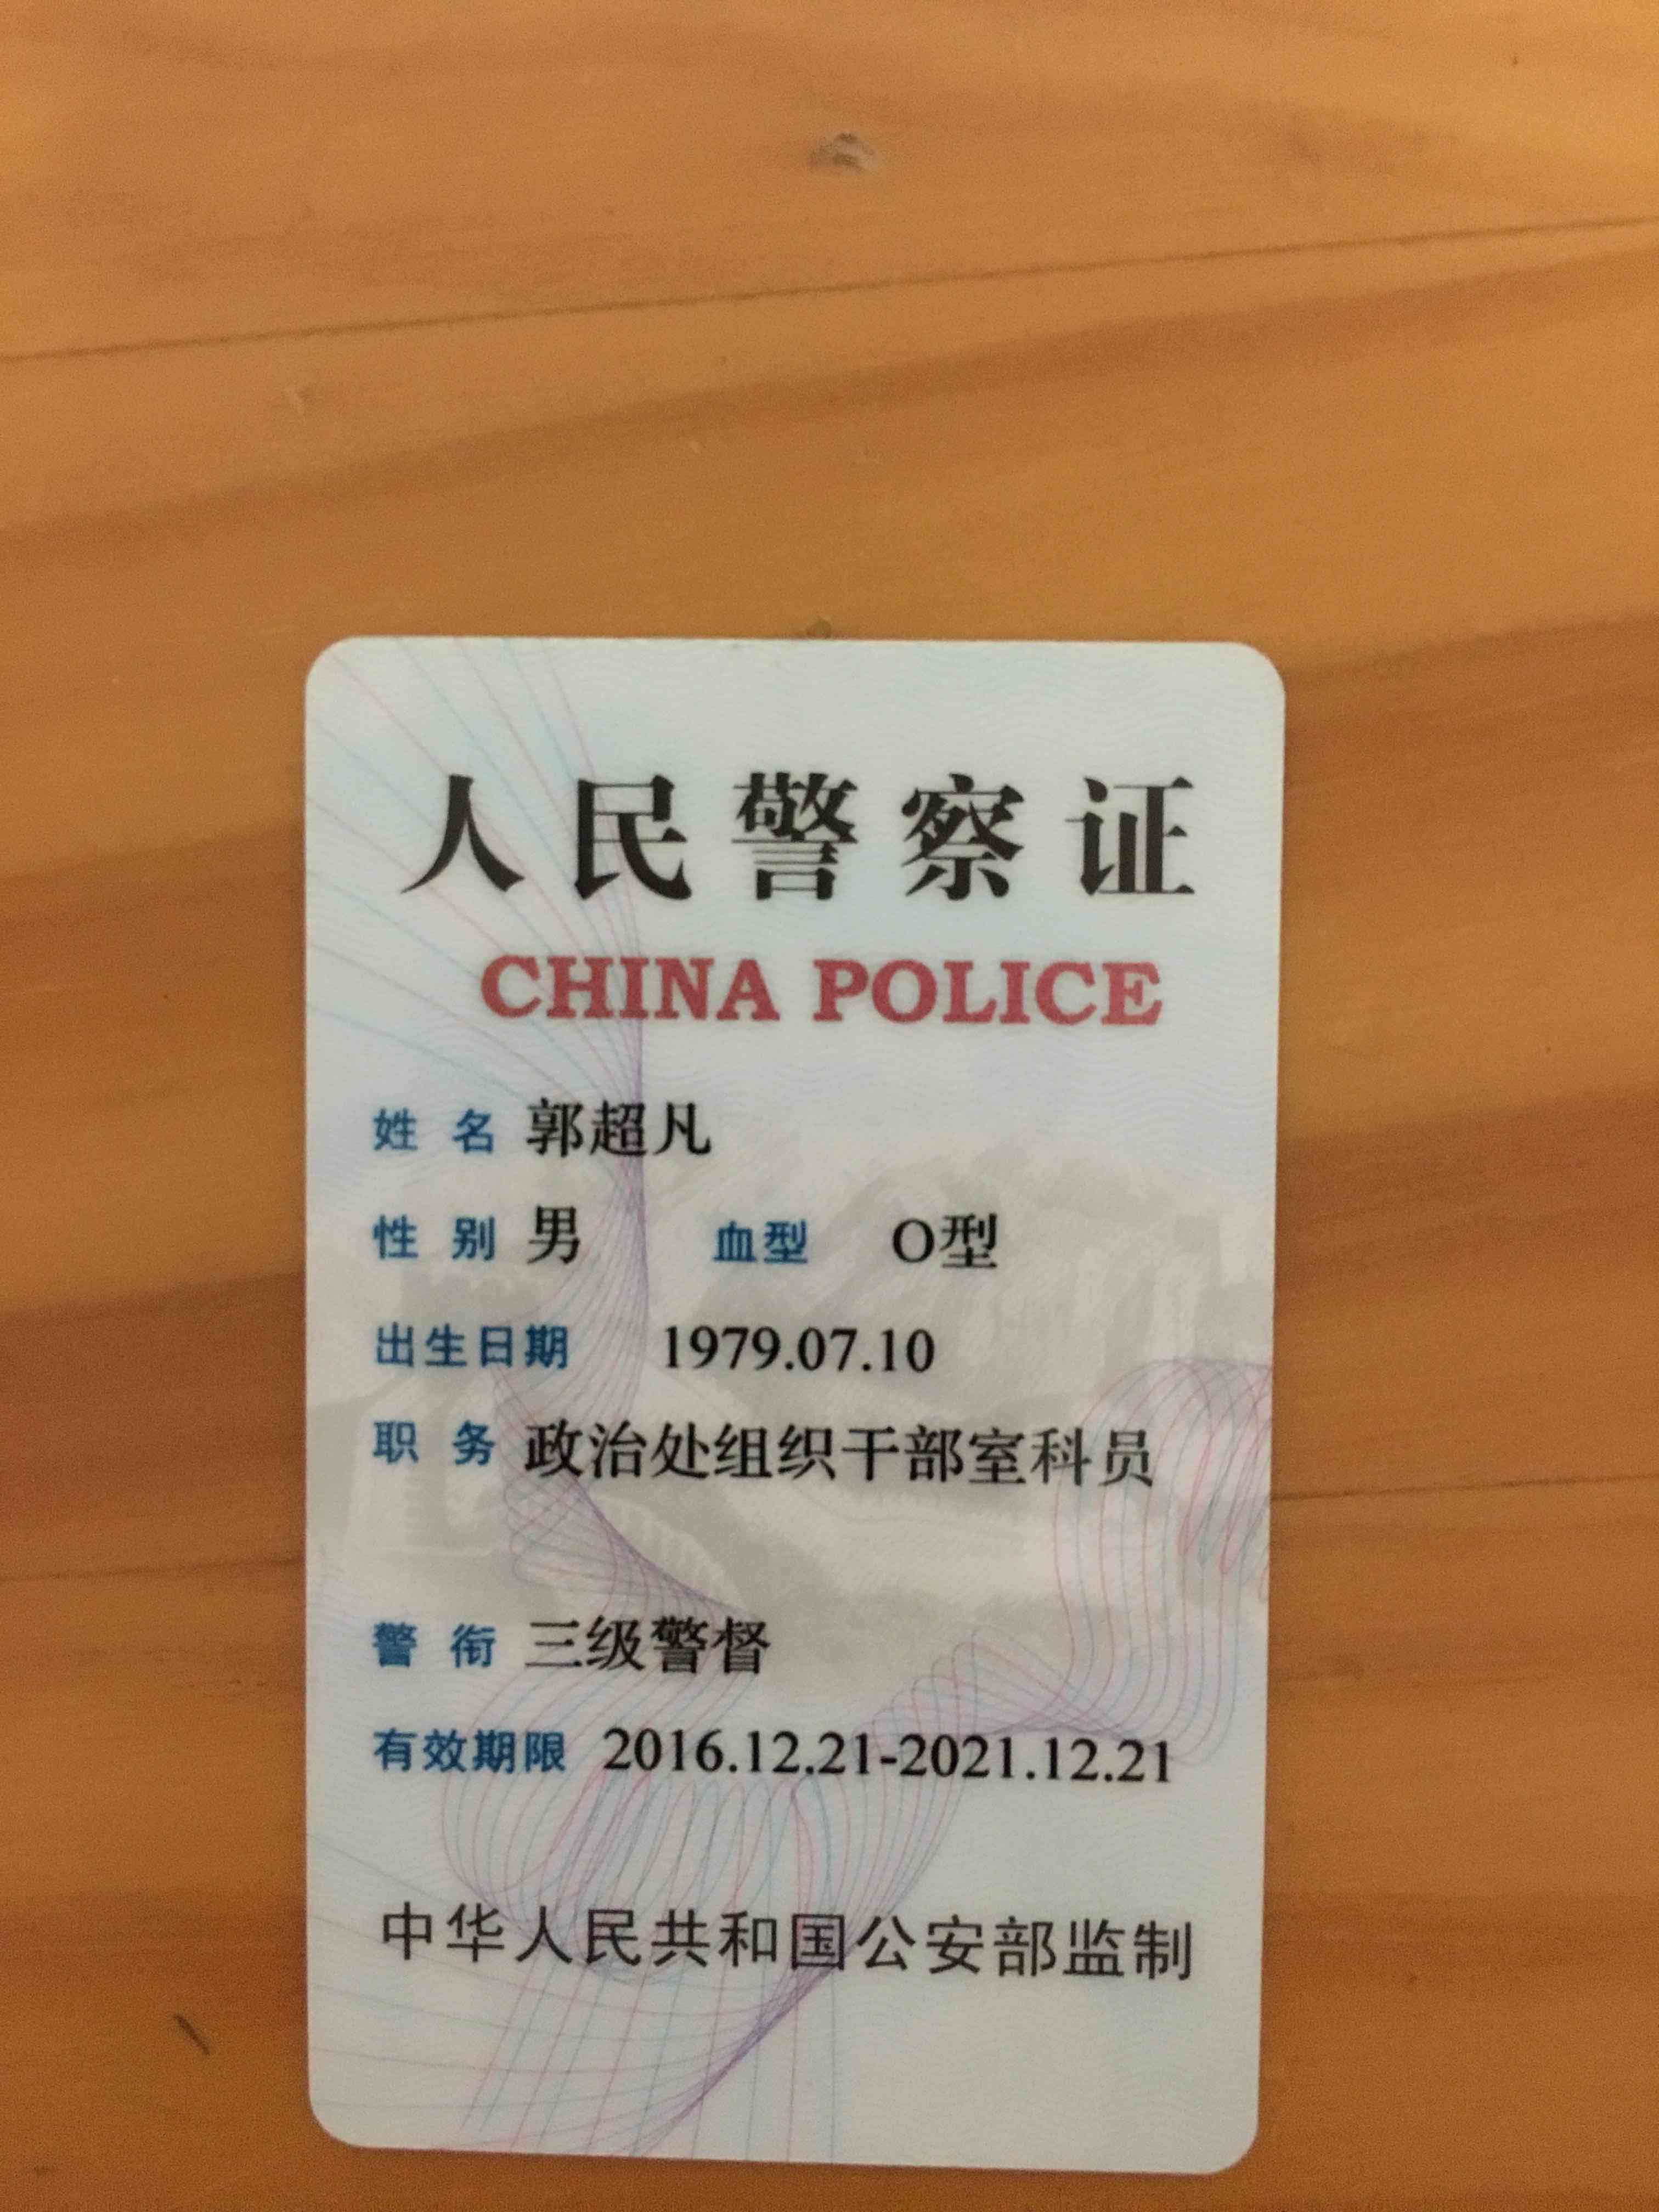 人民警察证
CHINA POLICE
姓名 郭超凡
性别 男 血型 O型
出生日期 1979.07.10
职务 政治处组织干部室科员
警衔 三级警督
有效期限 2016.12.21-2021.12.21
中华人民共和国公安部监制